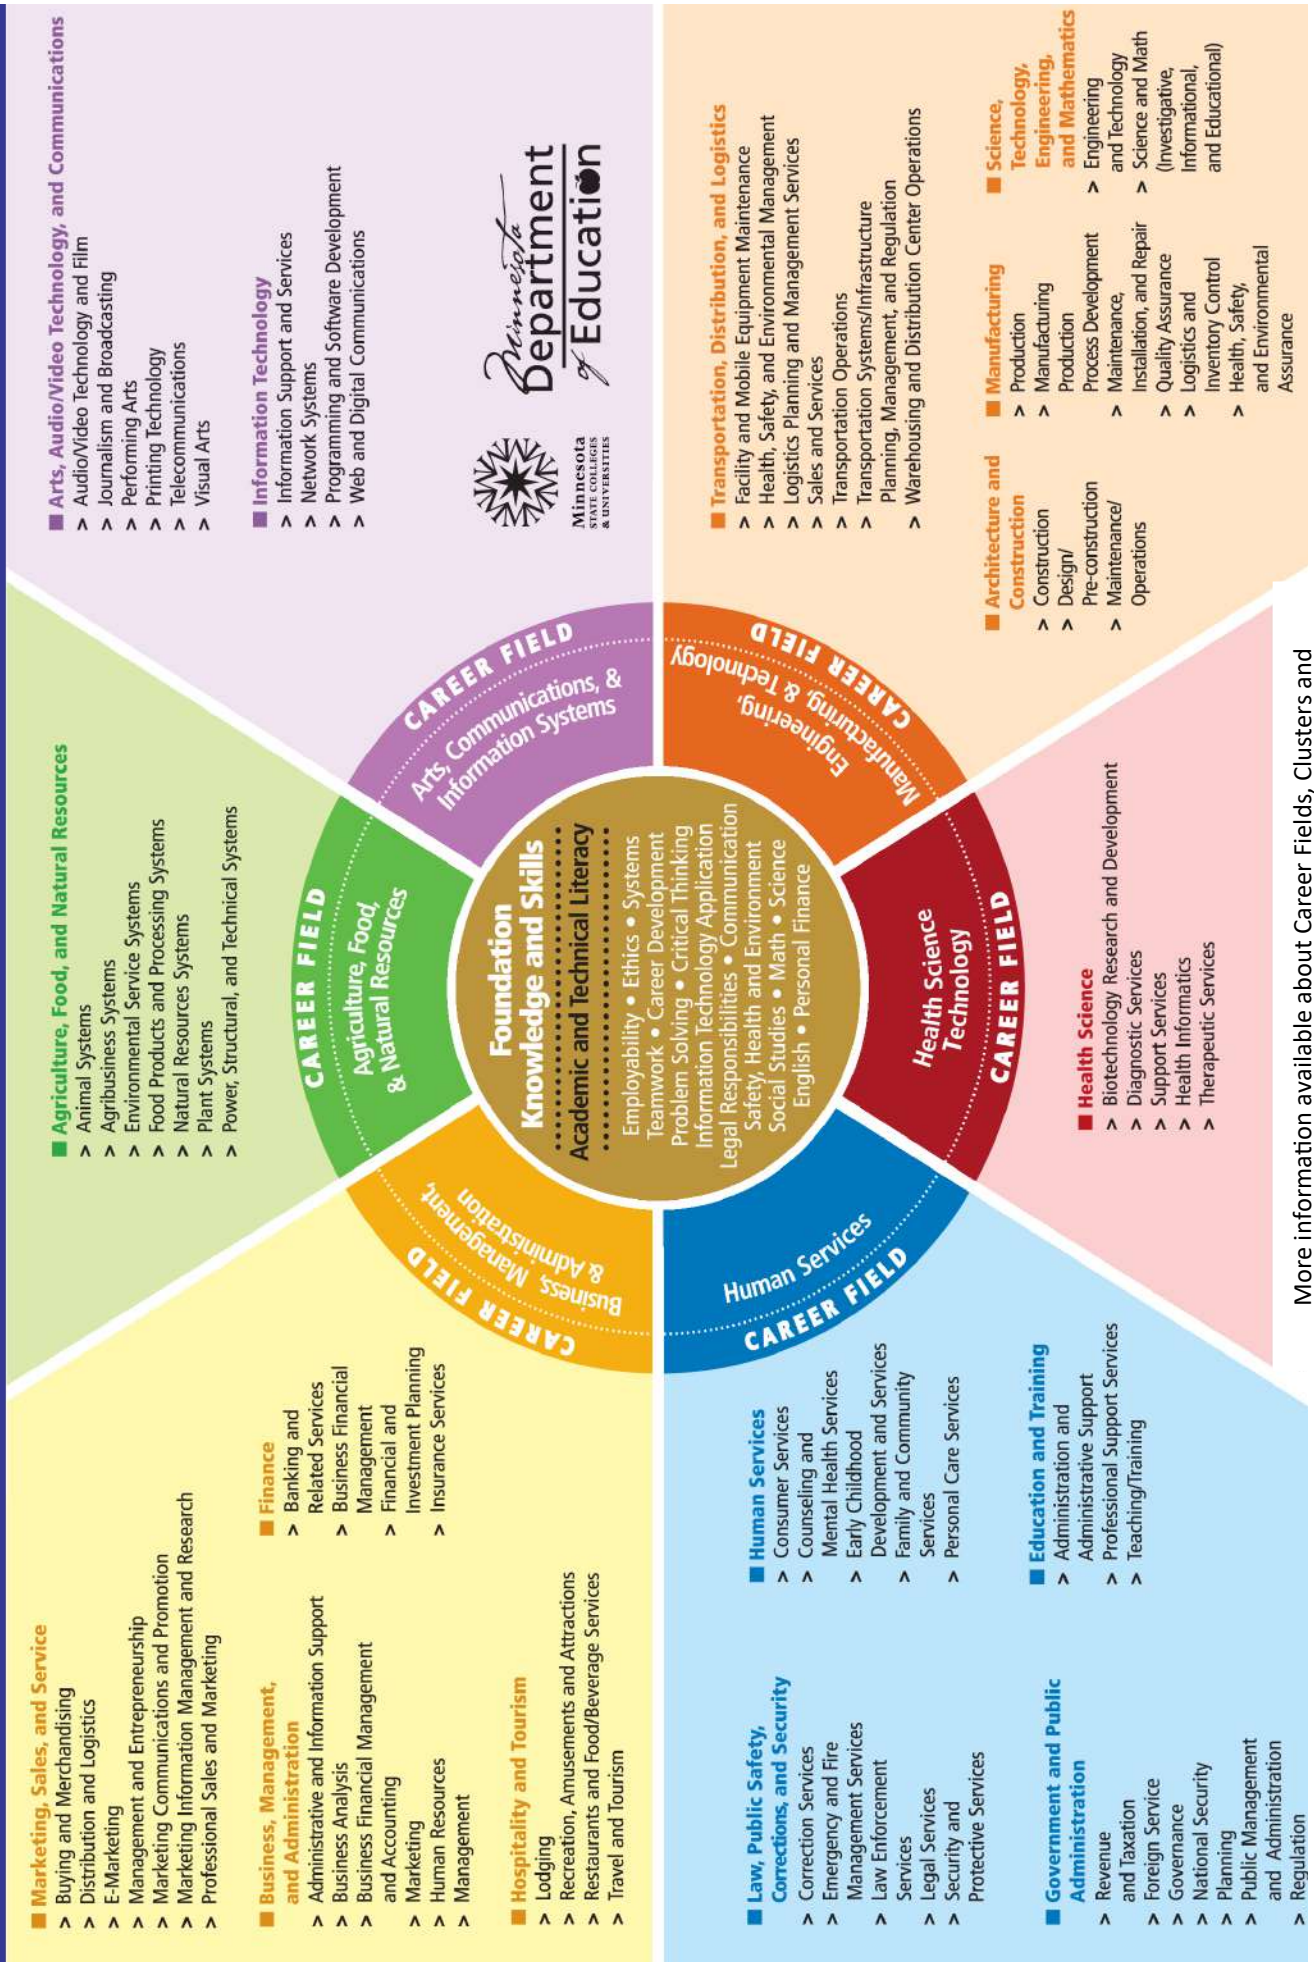 ■ Marketing, Sales, and Service
> Buying and Merchandising
> Distribution and Logistics
> E-Marketing
> Management and Entrepreneurship
> Marketing Communications and Promotion
> Marketing Information Management and Research
> Professional Sales and Marketing
■ Business, Management,
and Administration
> Administrative and Information Support
> Business Analysis
> Business Financial Management
and Accounting
> Marketing
> Human Resources
> Management
■ Finance
> Banking and
Related Services
> Business Financial
Management
> Financial and
Investment Planning
> Insurance Services
■ Hospitality and Tourism
> Lodging
> Recreation, Amusements and Attractions
> Restaurants and Food/Beverage Services
> Travel and Tourism
■ Agriculture, Food, and Natural Resources
> Animal Systems
> Agribusiness Systems
> Environmental Service Systems
> Food Products and Processing Systems
> Natural Resources Systems
> Plant Systems
> Power, Structural, and Technical Systems
■ Arts, Audio/Video Technology, and Communications
> Audio/Video Technology and Film
> Journalism and Broadcasting
> Performing Arts
> Printing Technology
> Telecommunications
> Visual Arts
■ Information Technology
> Information Support and Services
> Network Systems
> Programming and Software Development
> Web and Digital Communications
Minnesota
STATE COLLEGES
& UNIVERSITIES
Minnesota
Department
of Education
CAREER FIELD
Business, Management,
& Administration
CAREER FIELD
Agriculture, Food,
& Natural Resources
CAREER FIELD
Arts, Communications, &
Information Systems
Foundation
Knowledge and Skills
Academic and Technical Literacy
Employability • Ethics • Systems
Teamwork • Career Development
Problem Solving • Critical Thinking
Information Technology Application
Legal Responsibilities • Communication
Safety, Health and Environment
Social Studies • Math • Science
English • Personal Finance
Human Services
CAREER FIELD
Health Science
Technology
CAREER FIELD
Engineering,
Manufacturing, & Technology
CAREER FIELD
■ Law, Public Safety,
Corrections, and Security
> Correction Services
> Emergency and Fire
Management Services
> Law Enforcement
Services
> Legal Services
> Security and
Protective Services
■ Human Services
> Consumer Services
> Counseling and
Mental Health Services
> Early Childhood
Development and Services
> Family and Community
Services
> Personal Care Services
■ Government and Public
Administration
> Revenue
and Taxation
> Foreign Service
> Governance
> National Security
> Planning
> Public Management
and Administration
> Regulation
■ Education and Training
> Administration and
Administrative Support
> Professional Support Services
> Teaching/Training
■ Health Science
> Biotechnology Research and Development
> Diagnostic Services
> Support Services
> Health Informatics
> Therapeutic Services
■ Transportation, Distribution, and Logistics
> Facility and Mobile Equipment Maintenance
> Health, Safety, and Environmental Management
> Logistics Planning and Management Services
> Sales and Services
> Transportation Operations
> Transportation Systems/Infrastructure
Planning, Management, and Regulation
> Warehousing and Distribution Center Operations
■ Architecture and
Construction
> Construction
> Design/
Pre-construction
> Maintenance/
Operations
■ Manufacturing
> Production
> Manufacturing
Production
Process Development
> Maintenance,
Installation, and Repair
> Quality Assurance
> Logistics and
Inventory Control
> Health, Safety,
and Environmental
Assurance
■ Science,
Technology,
Engineering,
and Mathematics
> Engineering
and Technology
> Science and Math
(Investigative,
Informational,
and Educational)
More information available about Career Fields, Clusters and